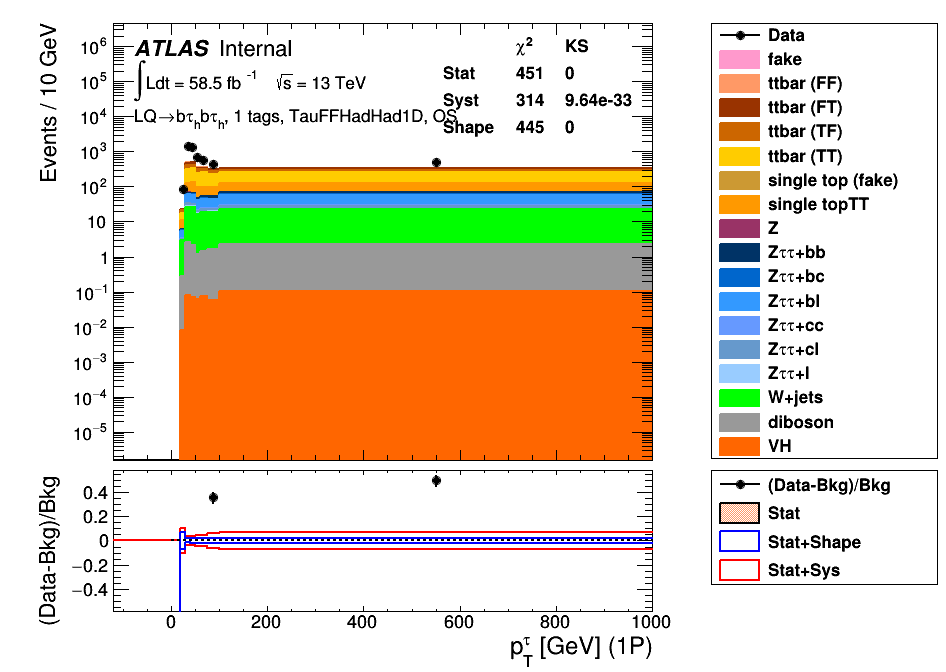 Events / 10 GeV
10⁶
10⁵
10⁴
10³
10²
10
1
10⁻¹
10⁻²
10⁻³
10⁻⁴
10⁻⁵
ATLAS Internal
∫Ldt = 58.5 fb⁻¹ √s = 13 TeV
LQ→bτₕbτₕ, 1 tags, TauFFHadHad1D, OS
χ² KS
Stat 451 0
Syst 314 9.64e-33
Shape 445 0
Data
fake
ttbar (FF)
ttbar (FT)
ttbar (TF)
ttbar (TT)
single top (fake)
single topTT
Z
Zττ+bb
Zττ+bc
Zττ+bl
Zττ+cc
Zττ+cl
Zττ+l
W+jets
diboson
VH
(Data-Bkg)/Bkg
0.4
0.2
0
−0.2
−0.4
0 200 400 600 800 1000
p_T^τ [GeV] (1P)
(Data-Bkg)/Bkg
Stat
Stat+Shape
Stat+Sys